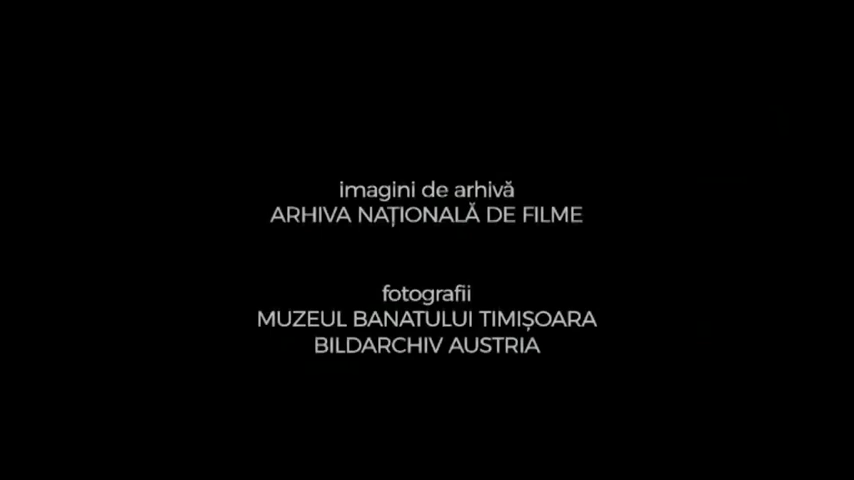 imagini de arhivă
ARHIVA NAȚIONALĂ DE FILME
fotografii
MUZEUL BANATULUI TIMIȘOARA
BILDARCHIV AUSTRIA